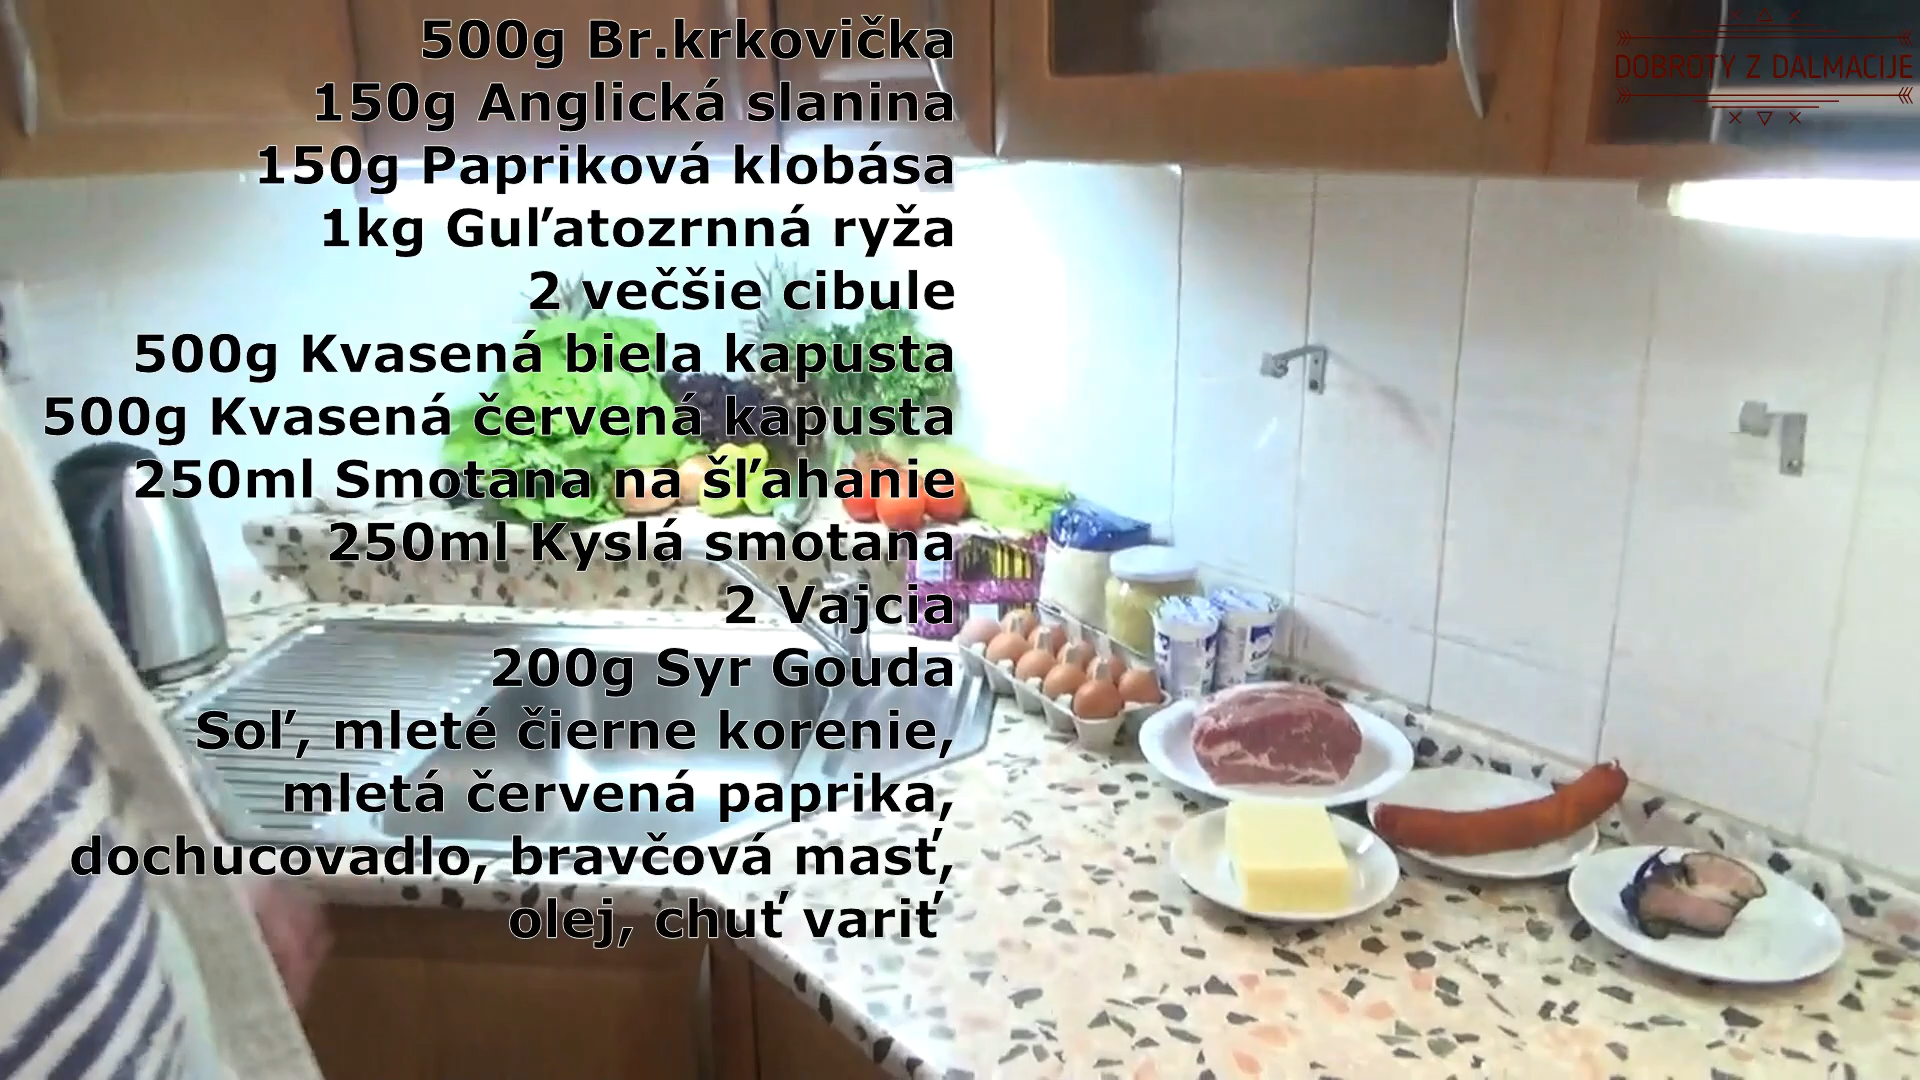 500g Br.krkovička
150g Anglická slanina
150g Papriková klobása
1kg Guľatozrnná ryža
2 večšie cibule
500g Kvasená biela kapusta
500g Kvasená červená kapusta
250ml Smotana na šľahanie
250ml Kyslá smotana
2 Vajcia
200g Syr Gouda
Soľ, mleté čierne korenie,
mletá červená paprika,
dochucovadlo, bravčová masť,
olej, chuť variť
DOBROTY Z DALMACIJE